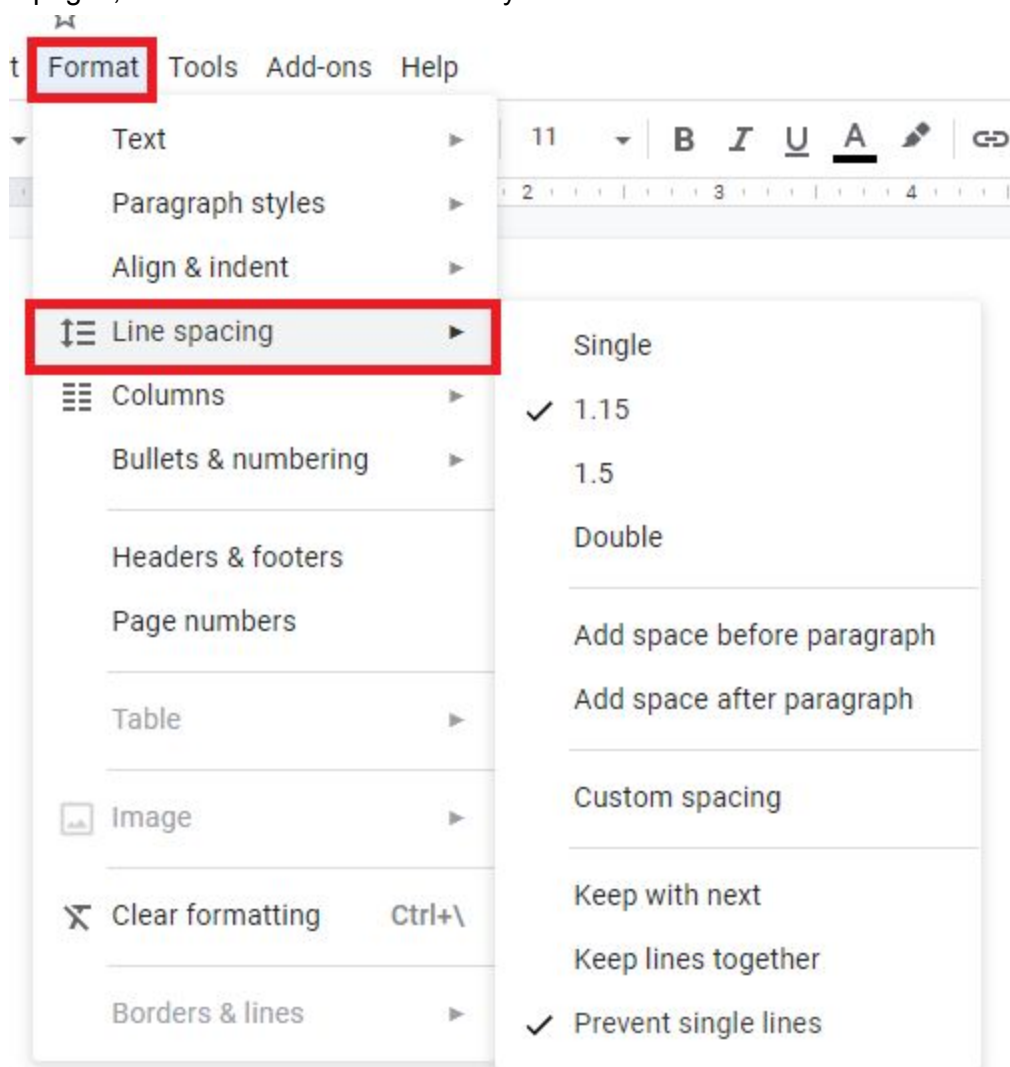 Format Tools Add-ons Help
11 B I U A
2 3 4
Text
Paragraph styles
Align & indent
Line spacing
Columns
Bullets & numbering
Headers & footers
Page numbers
Table
Image
Clear formatting Ctrl+\
Borders & lines
Single
1.15
1.5
Double
Add space before paragraph
Add space after paragraph
Custom spacing
Keep with next
Keep lines together
Prevent single lines